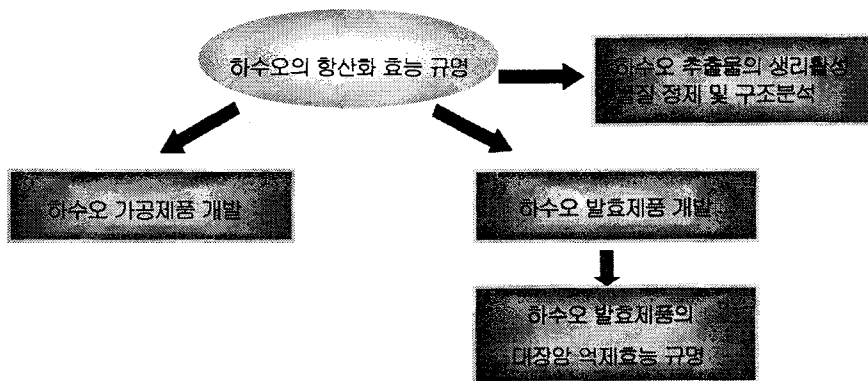 하수오의 항산화 효능 규명
하수오 추출물의 생리활성
물질 정제 및 구조분석
하수오 가공제품 개발
하수오 발효제품 개발
하수오 발효제품의
대장암 억제효능 규명